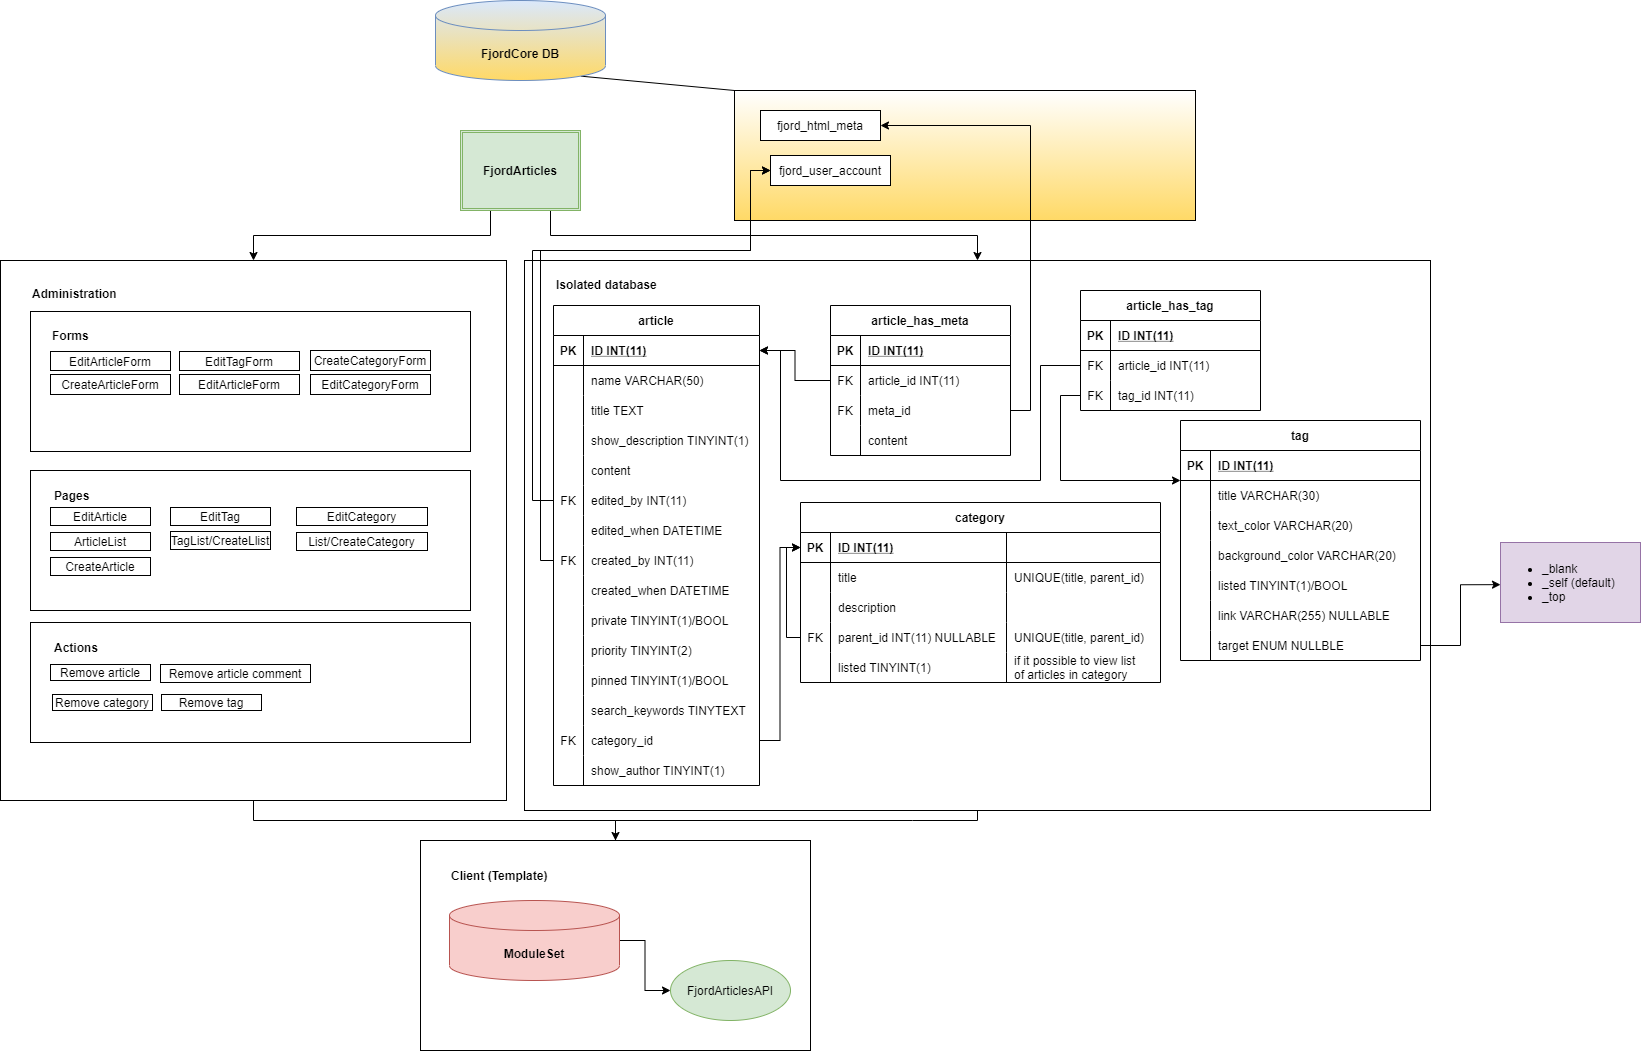 FjordCore DB
fjord_html_meta
fjord_user_account
FjordArticles
Administration
Forms
EditArticleForm
EditTagForm
CreateCategoryForm
CreateArticleForm
EditArticleForm
EditCategoryForm
Pages
EditArticle
EditTag
EditCategory
ArticleList
TagList/CreateLlist
List/CreateCategory
CreateArticle
Actions
Remove article
Remove article comment
Remove category
Remove tag
Isolated database
article
PK ID INT(11)
name VARCHAR(50)
title TEXT
show_description TINYINT(1)
content
FK edited_by INT(11)
edited_when DATETIME
FK created_by INT(11)
created_when DATETIME
private TINYINT(1)/BOOL
priority TINYINT(2)
pinned TINYINT(1)/BOOL
search_keywords TINYTEXT
FK category_id
show_author TINYINT(1)
article_has_meta
PK ID INT(11)
FK article_id INT(11)
FK meta_id
content
article_has_tag
PK ID INT(11)
FK article_id INT(11)
FK tag_id INT(11)
tag
PK ID INT(11)
title VARCHAR(30)
text_color VARCHAR(20)
background_color VARCHAR(20)
listed TINYINT(1)/BOOL
link VARCHAR(255) NULLABLE
target ENUM NULLBLE
category
PK ID INT(11)
title UNIQUE(title, parent_id)
description
FK parent_id INT(11) NULLABLE UNIQUE(title, parent_id)
listed TINYINT(1) if it possible to view list
of articles in category
• _blank
• _self (default)
• _top
Client (Template)
ModuleSet
FjordArticlesAPI